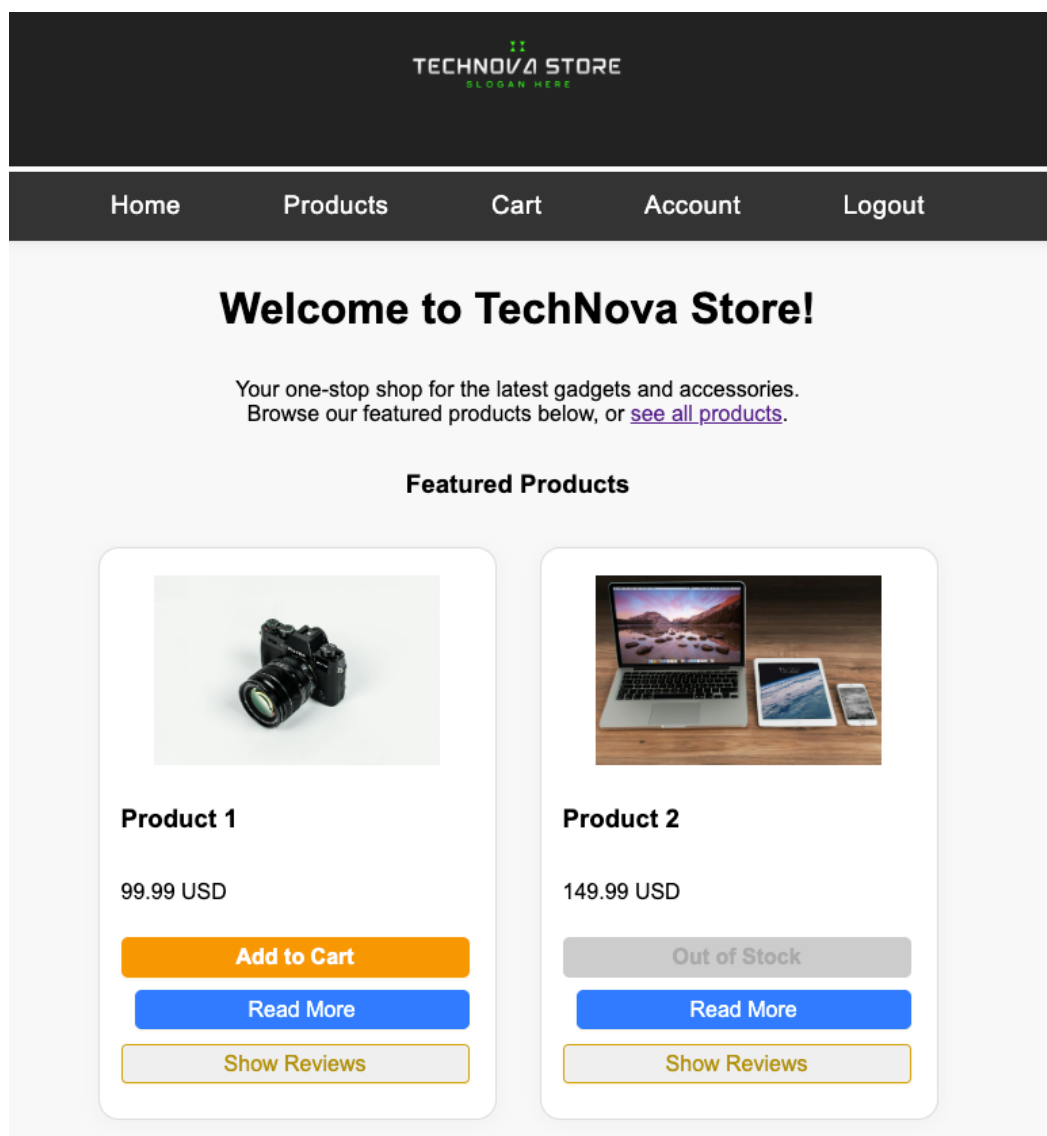 TECHNOVA STORE
SLOGAN HERE
Home Products Cart Account Logout
Welcome to TechNova Store!
Your one-stop shop for the latest gadgets and accessories.
Browse our featured products below, or see all products.
Featured Products
Product 1
99.99 USD
Add to Cart
Read More
Show Reviews
Product 2
149.99 USD
Out of Stock
Read More
Show Reviews